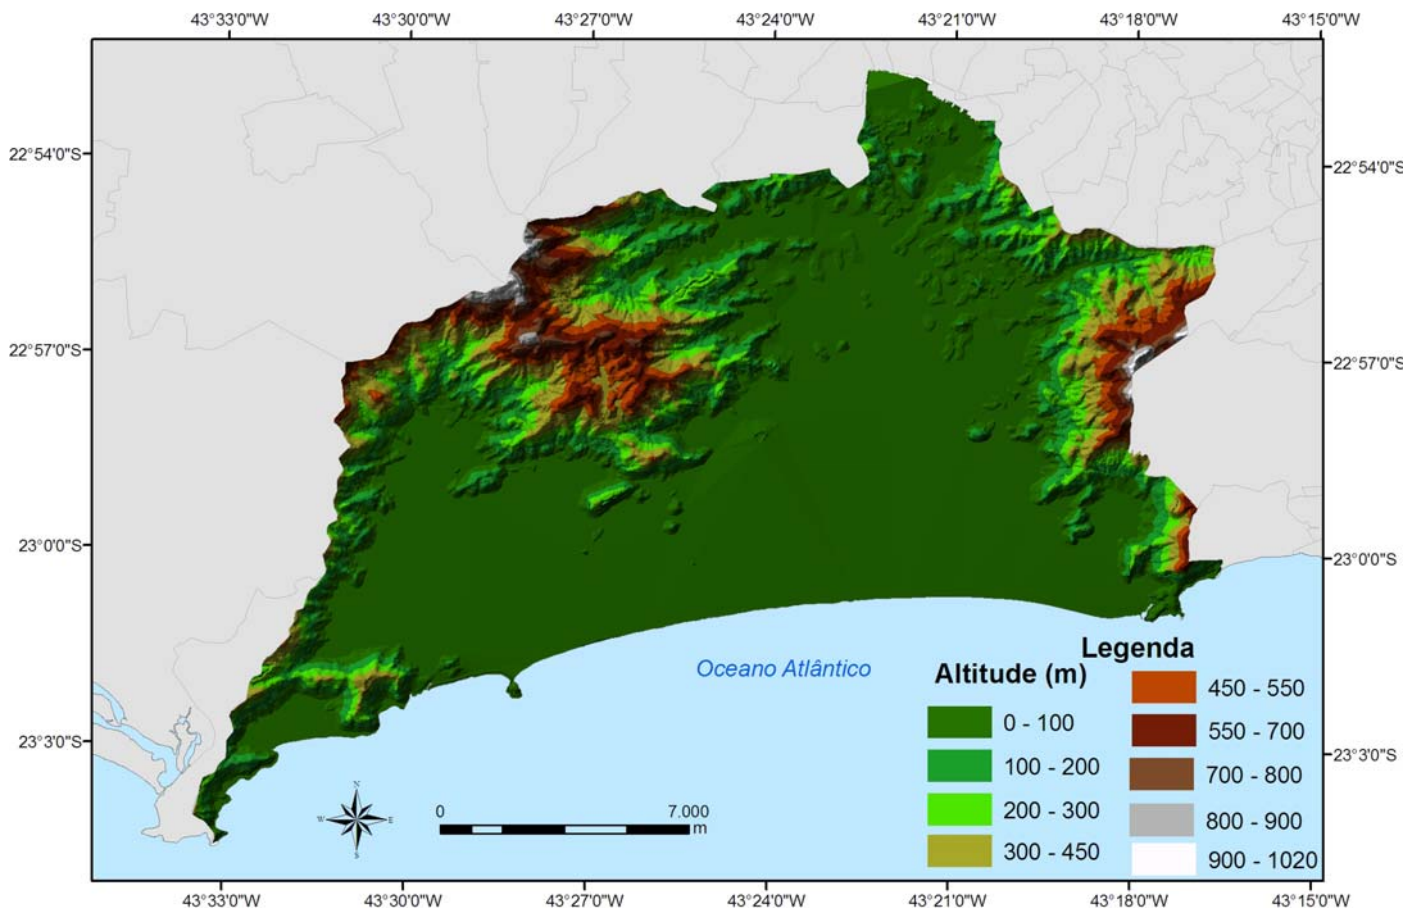 43°33'0"W 43°30'0"W 43°27'0"W 43°24'0"W 43°21'0"W 43°18'0"W 43°15'0"W
22°54'0"S 22°54'0"S
22°57'0"S 22°57'0"S
23°0'0"S 23°0'0"S
Oceano Atlântico
Legenda
Altitude (m)
0 - 100
100 - 200
200 - 300
300 - 450
450 - 550
550 - 700
700 - 800
800 - 900
900 - 1020
23°3'0"S 23°3'0"S
N
W E
S
0 7.000
m
43°33'0"W 43°30'0"W 43°27'0"W 43°24'0"W 43°21'0"W 43°18'0"W 43°15'0"W